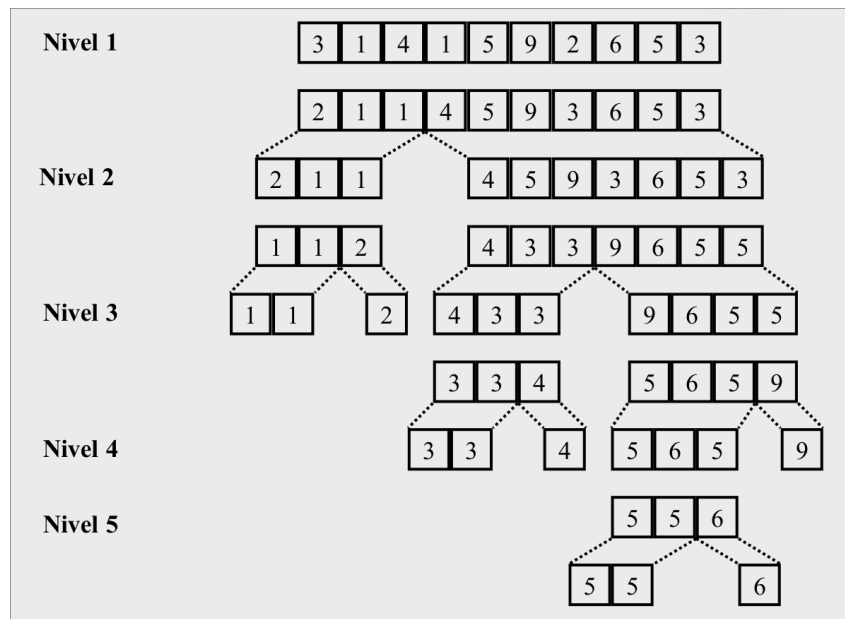 Nivel 1 3 1 4 1 5 9 2 6 5 3
2 1 1 4 5 9 3 6 5 3
Nivel 2 2 1 1 4 5 9 3 6 5 3
1 1 2 4 3 3 9 6 5 5
Nivel 3 1 1 2 4 3 3 9 6 5 5
3 3 4 5 6 5 9
Nivel 4 3 3 4 5 6 5 9
Nivel 5 5 5 6
5 5 6